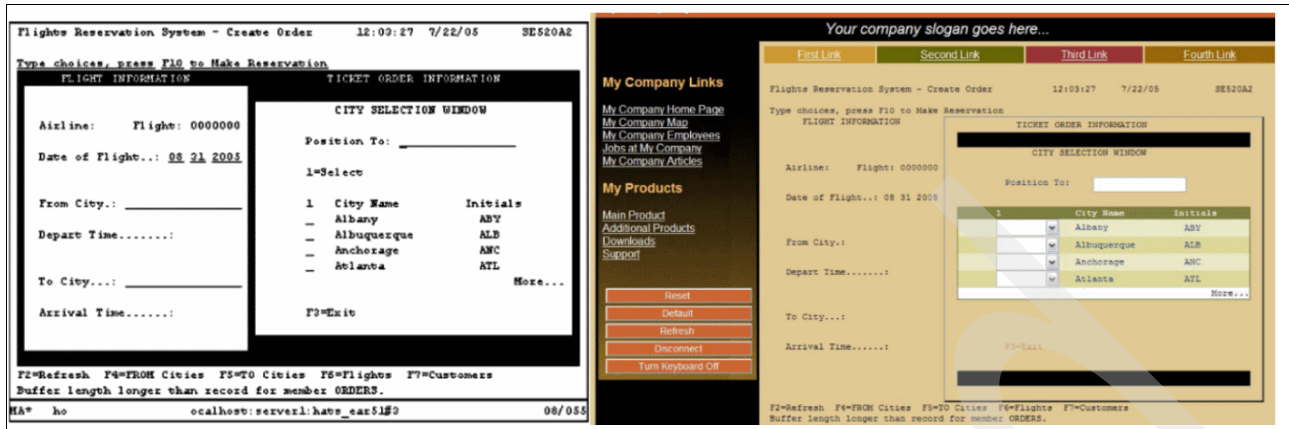 Flights Reservation System - Create Order 12:03:27 7/22/05 SE520A2
Type choices, press F10 to Make Reservation
FLIGHT INFORMATION TICKET ORDER INFORMATION
CITY SELECTION WINDOW
Airline: Flight: 0000000
Position To:
Date of Flight..: 08 31 2005
1=Select
From City.: 1 City Name Initials
Albany ABY
Depart Time.......: Albuquerque ALB
Anchorage ANC
Atlanta ATL
To City...: More...
Arrival Time......: F3=Exit
F2=Refresh F4=FROM Cities F5=TO Cities F6=Flights F7=Customers
Buffer length longer than record for member ORDERS.
MA* ho ocalhost:server1:hats_ear51#3 08/055
Your company slogan goes here...
First Link Second Link Third Link Fourth Link
My Company Links
My Company Home Page
My Company Map
My Company Employees
Jobs at My Company
My Company Articles
My Products
Main Product
Additional Products
Downloads
Support
Reset
Default
Refresh
Disconnect
Turn Keyboard Off
Flights Reservation System - Create Order 12:03:27 7/22/05 SE520A2
Type choices, press F10 to Make Reservation
FLIGHT INFORMATION TICKET ORDER INFORMATION
CITY SELECTION WINDOW
Airline: Flight: 0000000
Position To:
Date of Flight..: 08 31 2005
1 City Name Initials
Albany ABY
From City.: Albuquerque ALB
Anchorage ANC
Depart Time.......: Atlanta ATL
More...
To City...:
Arrival Time......: F3=Exit
F2=Refresh F4=FROM Cities F5=TO Cities F6=Flights F7=Customers
Buffer length longer than record for member ORDERS.